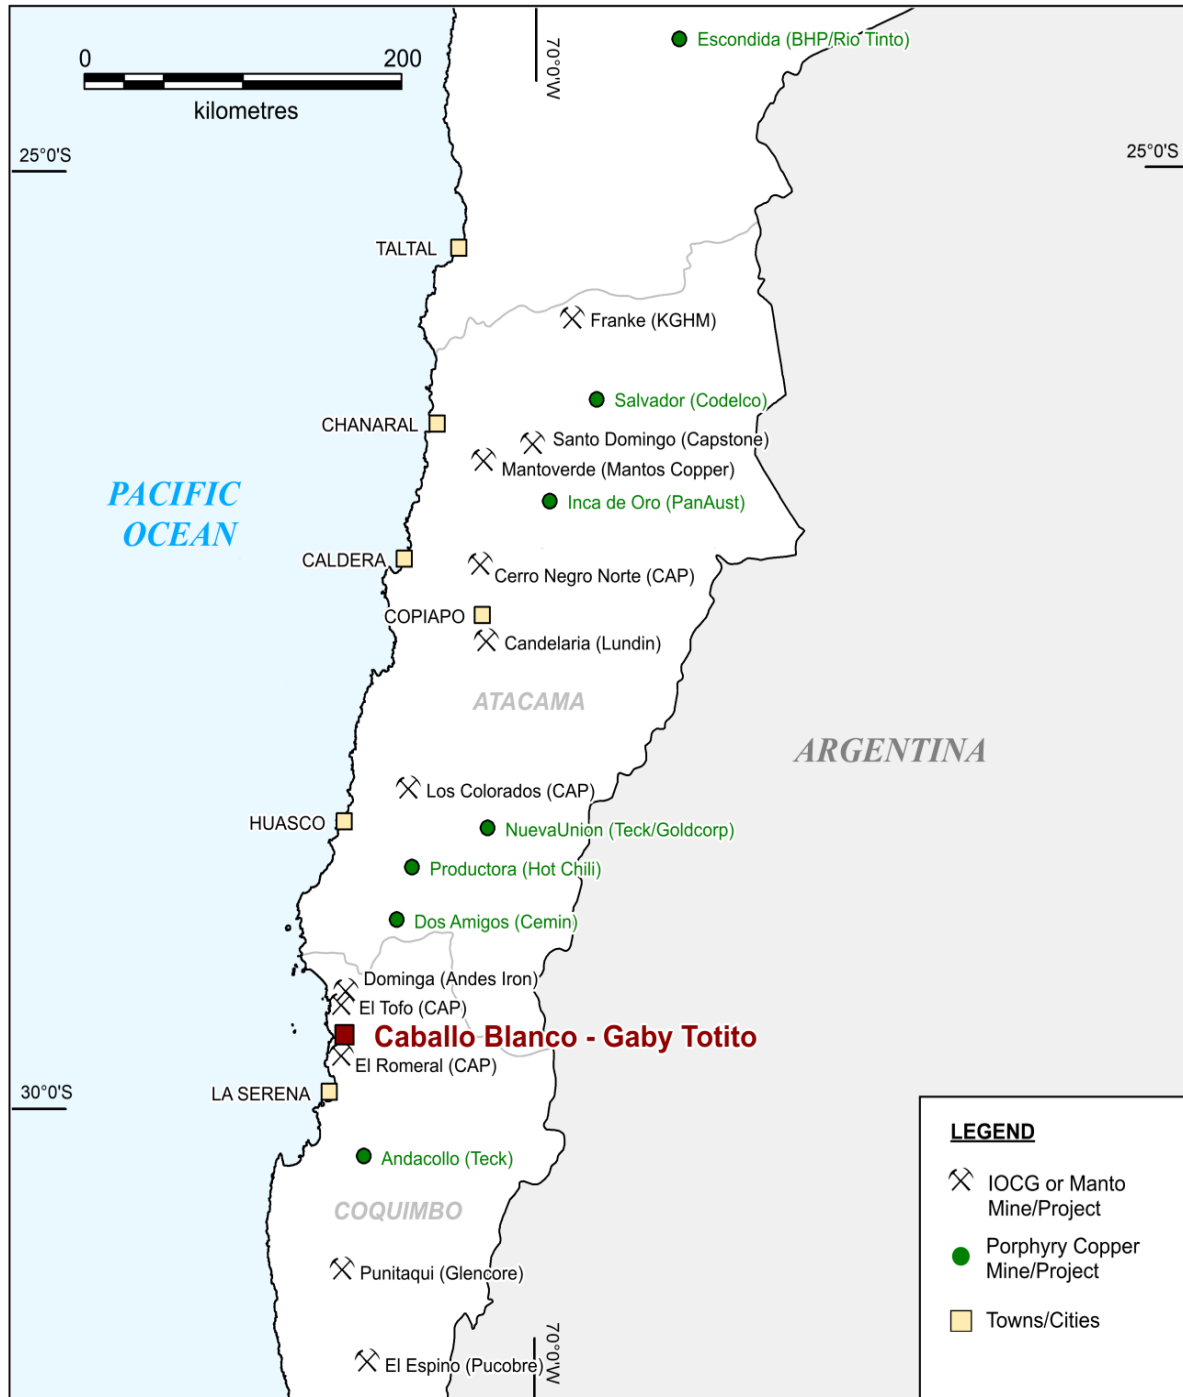 Escondida (BHP/Rio Tinto)
0 200
kilometres
70°0'W
25°0'S
25°0'S
TALTAL
Franke (KGHM)
Salvador (Codelco)
CHANARAL
Santo Domingo (Capstone)
Mantoverde (Mantos Copper)
PACIFIC
OCEAN
Inca de Oro (PanAust)
CALDERA
Cerro Negro Norte (CAP)
COPIAPO
Candelaria (Lundin)
ATACAMA
ARGENTINA
Los Colorados (CAP)
HUASCO
NuevaUnion (Teck/Goldcorp)
Productora (Hot Chili)
Dos Amigos (Cemin)
Dominga (Andes Iron)
El Tofo (CAP)
Caballo Blanco - Gaby Totito
El Romeral (CAP)
LA SERENA
30°0'S
Andacollo (Teck)
COQUIMBO
Punitaqui (Glencore)
El Espino (Pucobre)
70°0'W
LEGEND
IOCG or Manto
Mine/Project
Porphyry Copper
Mine/Project
Towns/Cities